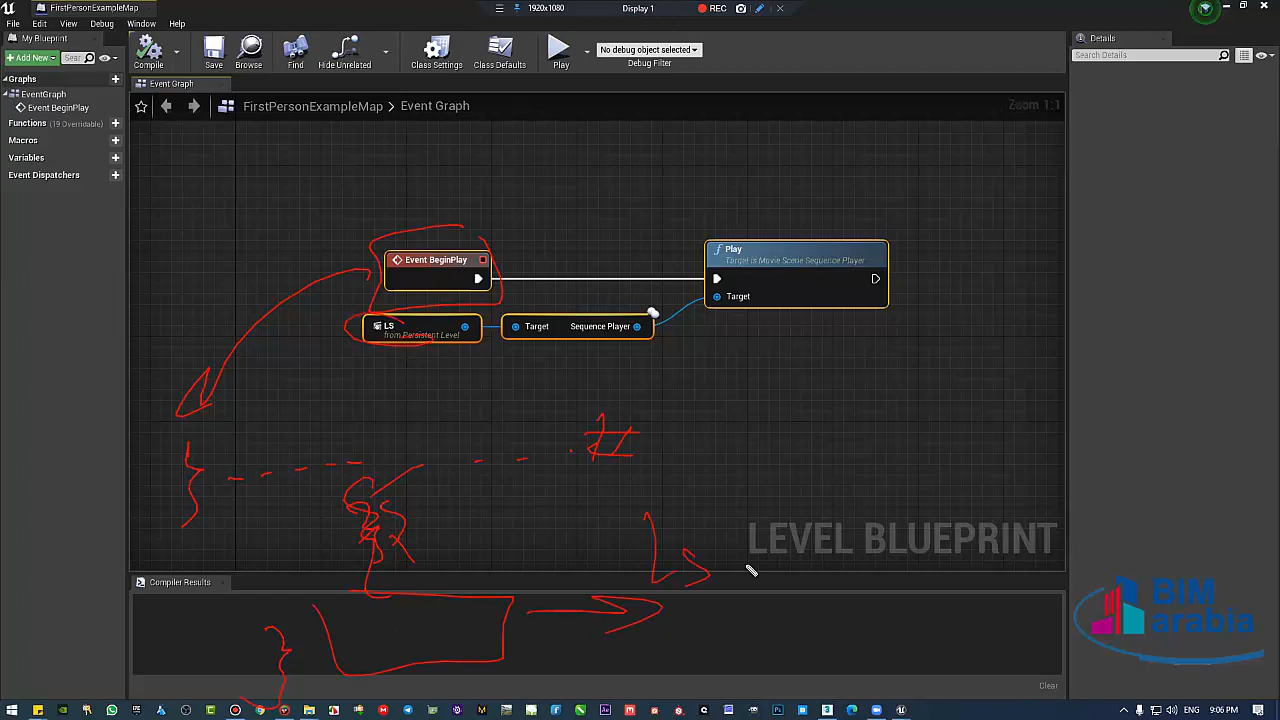 FirstPersonExampleMap
1920x1080 Display 1 REC
File Edit View Debug Window Help
My Blueprint
Add New Sear
Graphs
EventGraph
Event BeginPlay
Functions (19 Overridable)
Macros
Variables
Event Dispatchers
Compile Save Browse Find Hide Unrelated Class Settings Class Defaults Play
No debug object selected
Debug Filter
Event Graph
FirstPersonExampleMap > Event Graph
Zoom 1:1
Event BeginPlay
LS
from Persistent Level
Target Sequence Player
Play
Target is Movie Scene Sequence Player
Target
LS
LEVEL BLUEPRINT
Compiler Results
Clear
Details
Search Details
BIM
arabia
ENG 9:06 PM